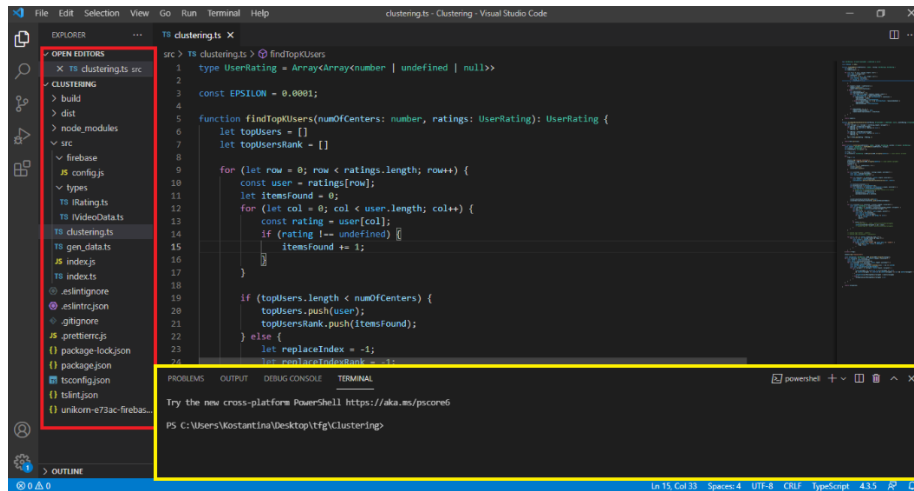 File Edit Selection View Go Run Terminal Help
clustering.ts - Clustering - Visual Studio Code
EXPLORER
OPEN EDITORS
TS clustering.ts src
CLUSTERING
build
dist
node_modules
src
firebase
JS config.js
types
TS IRating.ts
TS IVideoData.ts
TS clustering.ts
TS gen_data.ts
JS index.js
TS index.ts
.eslintignore
.eslintrc.json
.gitignore
JS .prettierrc.js
{} package-lock.json
{} package.json
tsconfig.json
{} tslint.json
{} unikorn-e73ac-firebas...
OUTLINE
TS clustering.ts
src > TS clustering.ts > findTopKUsers
1 type UserRating = Array<Array<number | undefined | null>>
2
3 const EPSILON = 0.0001;
4
5 function findTopKUsers(numOfCenters: number, ratings: UserRating): UserRating {
6 let topUsers = []
7 let topUsersRank = []
8
9 for (let row = 0; row < ratings.length; row++) {
10 const user = ratings[row];
11 let itemsFound = 0;
12 for (let col = 0; col < user.length; col++) {
13 const rating = user[col];
14 if (rating !== undefined) {
15 itemsFound += 1;
16 }
17 }
18
19 if (topUsers.length < numOfCenters) {
20 topUsers.push(user);
21 topUsersRank.push(itemsFound);
22 } else {
23 let replaceIndex = -1;
24 let replaceIndexRank = -1;
PROBLEMS OUTPUT DEBUG CONSOLE TERMINAL
powershell
Try the new cross-platform PowerShell https://aka.ms/pscore6
PS C:\Users\Kostantina\Desktop\tfg\Clustering>
0 0
Ln 15, Col 33 Spaces: 4 UTF-8 CRLF TypeScript 4.3.5